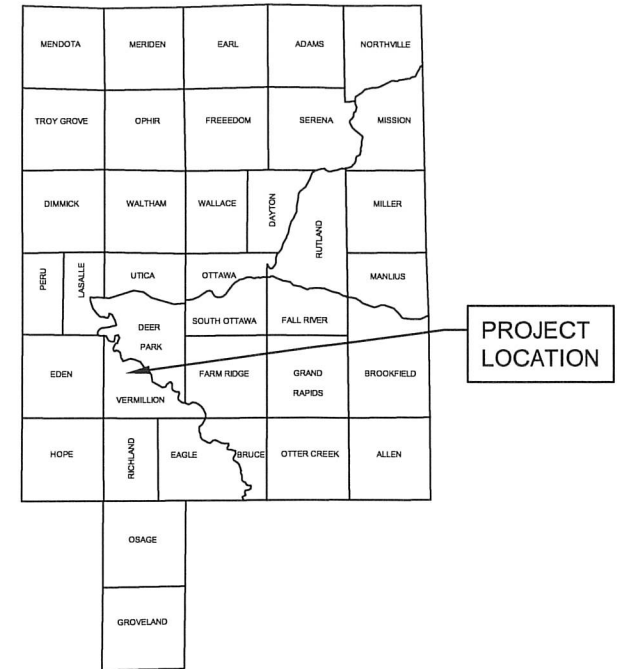 MENDOTA
MERIDEN
EARL
ADAMS
NORTHVILLE
TROY GROVE
OPHIR
FREEEDOM
SERENA
MISSION
DIMMICK
WALTHAM
WALLACE
DAYTON
RUTLAND
MILLER
PERU
LASALLE
UTICA
OTTAWA
MANLIUS
DEER
PARK
SOUTH OTTAWA
FALL RIVER
PROJECT
LOCATION
EDEN
VERMILLION
FARM RIDGE
GRAND
RAPIDS
BROOKFIELD
HOPE
RICHLAND
EAGLE
BRUCE
OTTER CREEK
ALLEN
OSAGE
GROVELAND